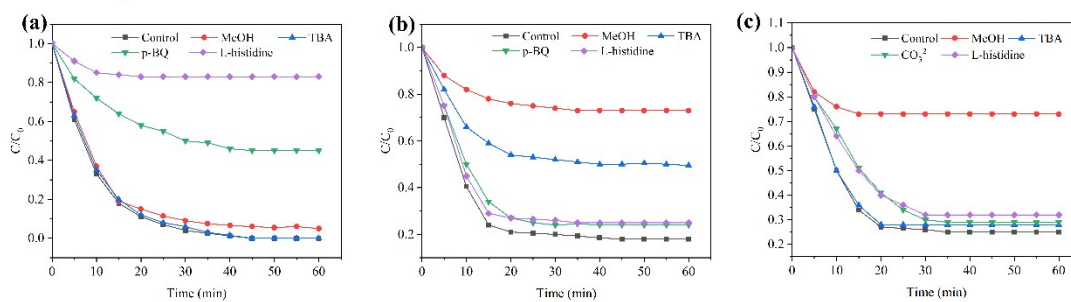 (a)
Control MeOH TBA
p-BQ L-histidine
C/C0
1.0
0.8
0.6
0.4
0.2
0.0
0 10 20 30 40 50 60
Time (min)
(b)
Control MeOH TBA
p-BQ L-histidine
C/C0
1.0
0.8
0.6
0.4
0.2
0 10 20 30 40 50 60
Time (min)
(c)
Control MeOH TBA
CO3^2 L-histidine
C/C0
1.1
1.0
0.9
0.8
0.7
0.6
0.5
0.4
0.3
0.2
0 10 20 30 40 50 60
Time (min)